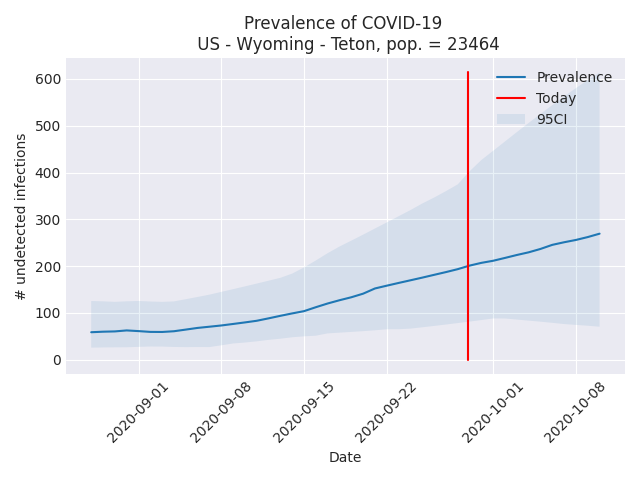 Prevalence of COVID-19
US - Wyoming - Teton, pop. = 23464
Prevalence
Today
95CI
# undetected infections
600
500
400
300
200
100
0
2020-09-01
2020-09-08
2020-09-15
2020-09-22
2020-10-01
2020-10-08
Date